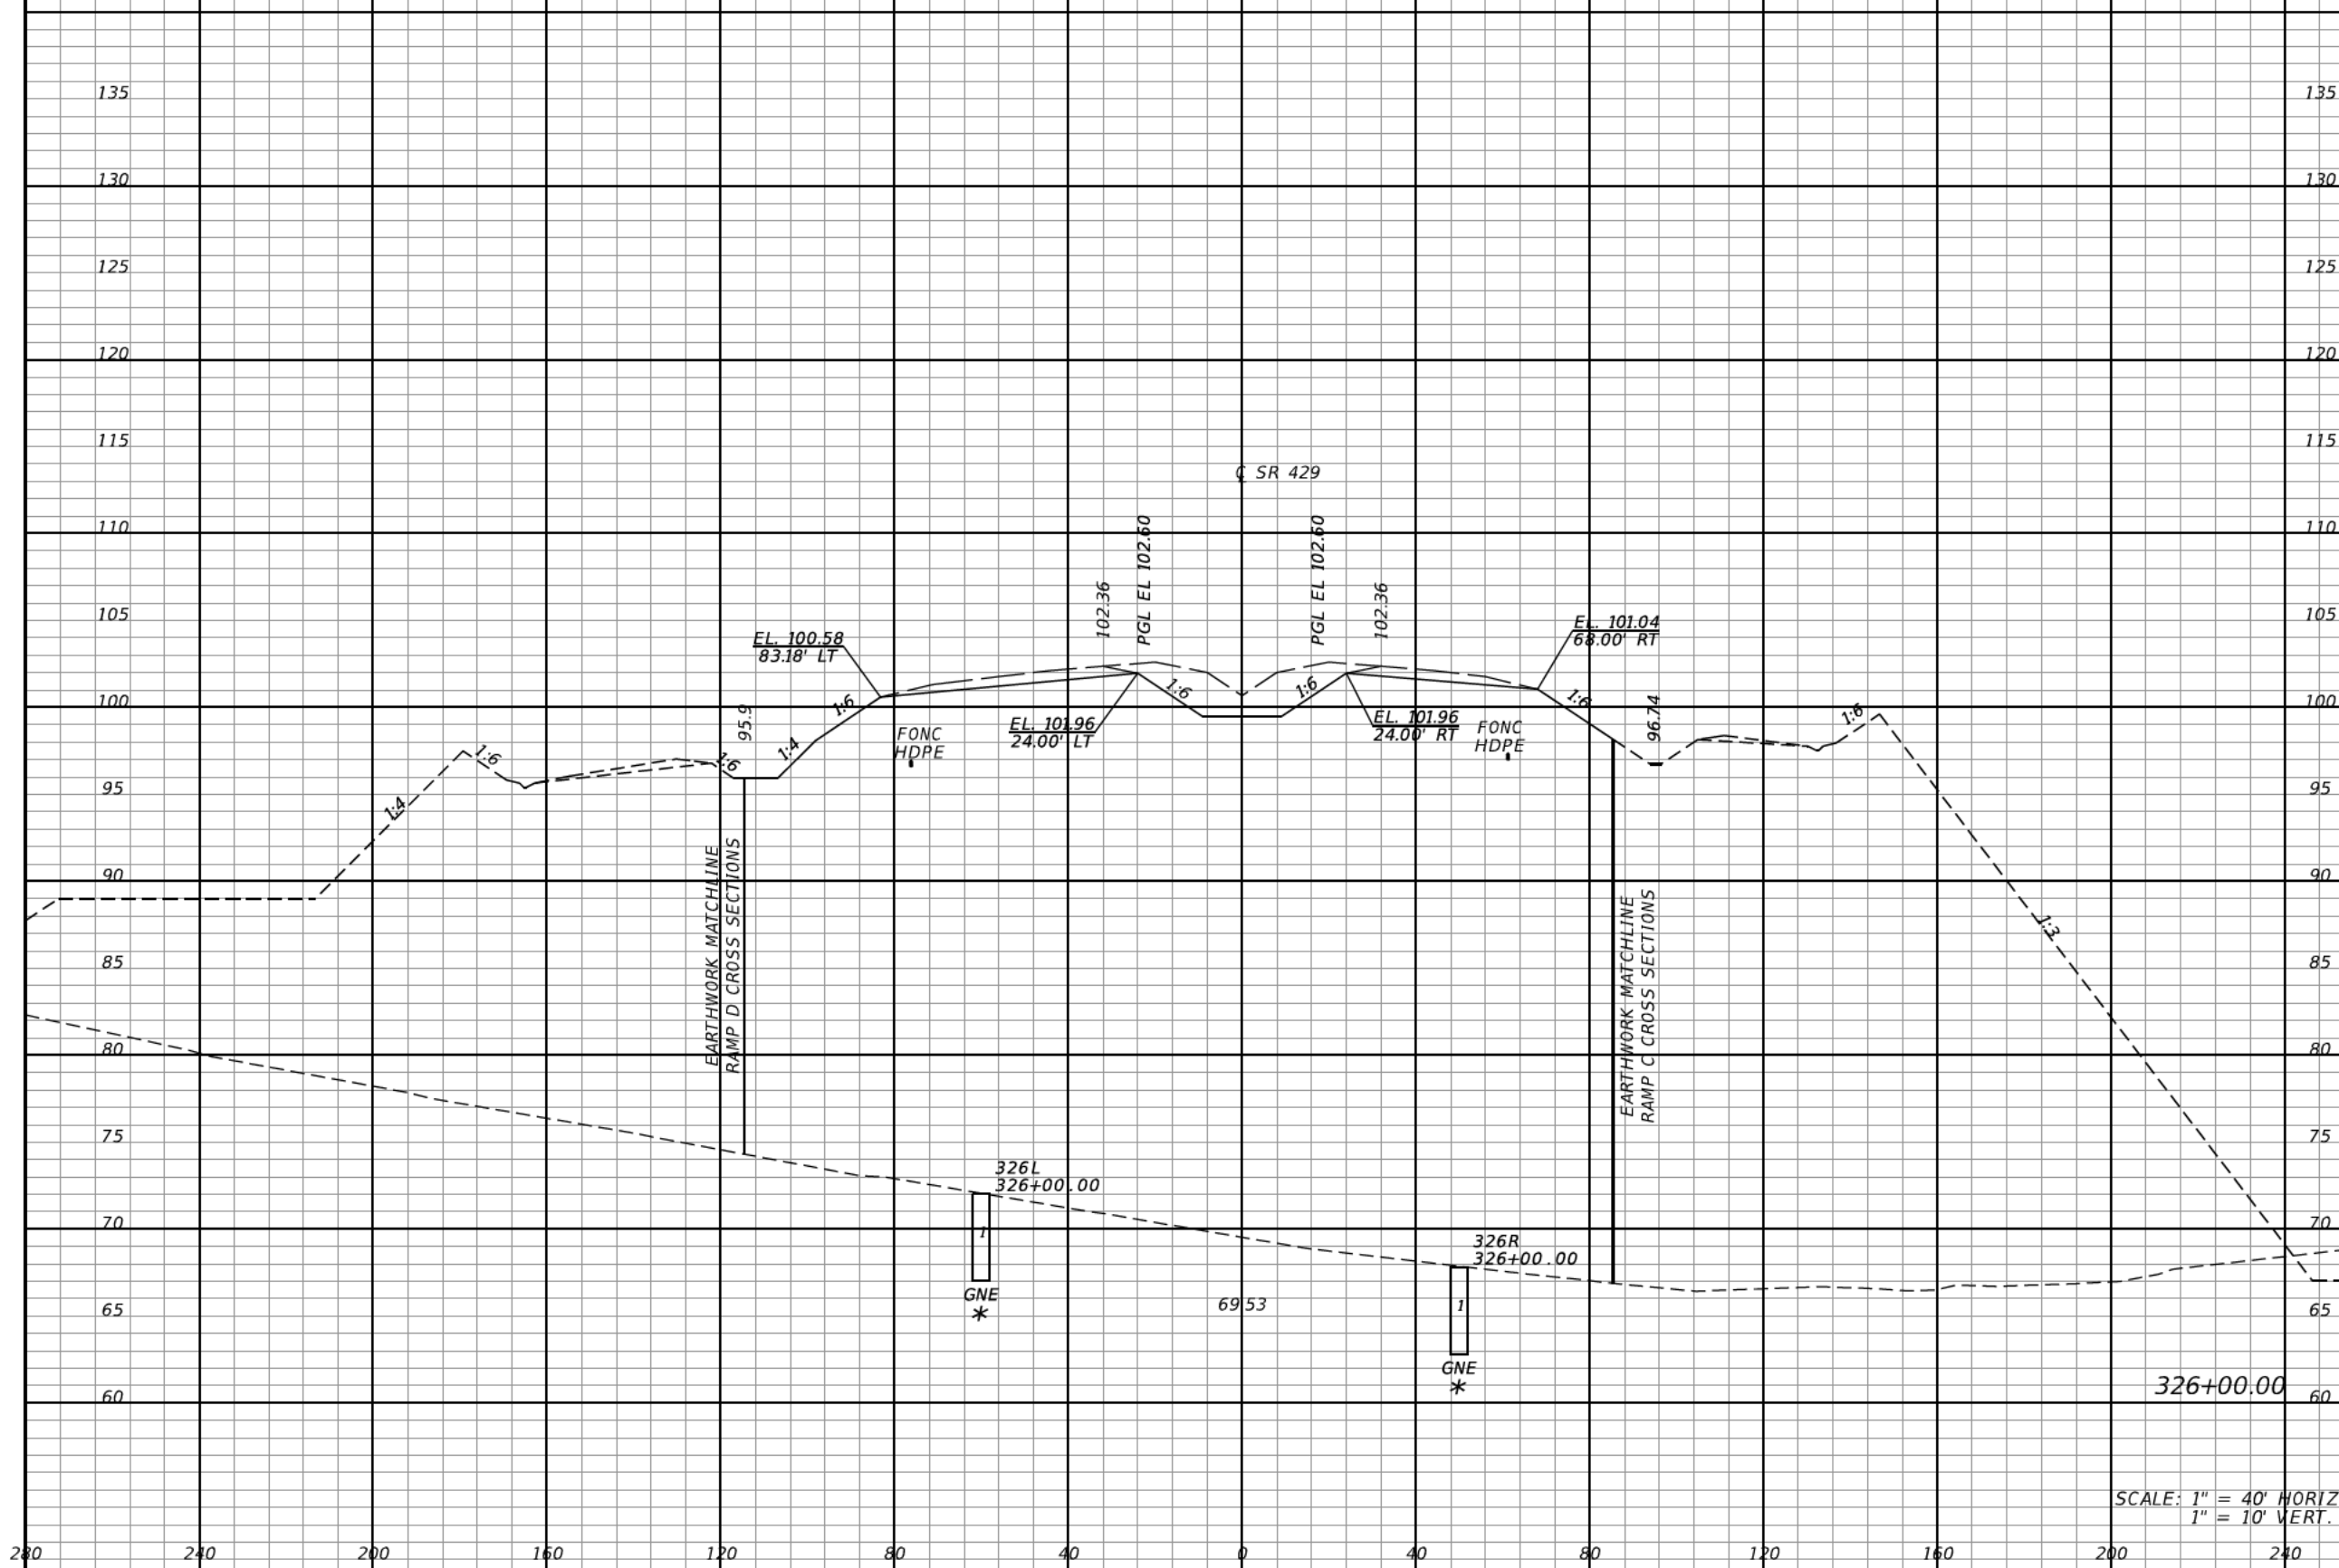 135 135
130 130
125 125
120 120
115 115
℄ SR 429
110 110
PGL EL 102.60
PGL EL 102.60
102.36
102.36
105 105
EL. 100.58
83.18' LT
EL. 101.04
68.00' RT
1:6
1:6
1:6
1:6
1:6
100 100
95.9
96.74
EL. 101.96
24.00' LT
EL. 101.96
24.00' RT
FONC
HDPE
FONC
HDPE
1:6
1:6
1:4
1:4
95 95
90 90
1:3
EARTHWORK MATCHLINE
RAMP D CROSS SECTIONS
EARTHWORK MATCHLINE
RAMP C CROSS SECTIONS
85 85
80 80
75 75
326L
326+00.00
70 70
1
326R
326+00.00
GNE
*
69.53
1
65 65
GNE
*
326+00.00
60 60
SCALE: 1" = 40' HORIZ
1" = 10' VERT.
280 240 200 160 120 80 40 0 40 80 120 160 200 240